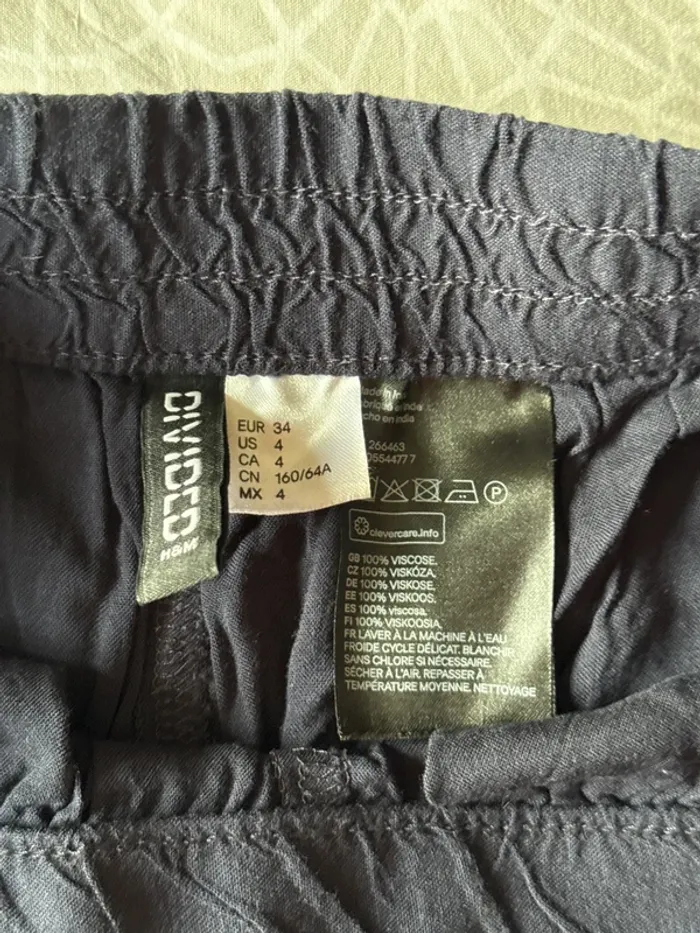 DIVIDED
H&M
EUR 34
US 4
CA 4
CN 160/64A
MX 4
266463
clevercare.info
GB 100% VISCOSE.
CZ 100% VISKÓZA.
DE 100% VISKOSE.
EE 100% VISKOOS.
ES 100% viscosa.
FI 100% VISKOOSIA.
FR LAVER À LA MACHINE À L'EAU
FROIDE CYCLE DÉLICAT. BLANCHIR
SANS CHLORE SI NÉCESSAIRE.
SÉCHER À L'AIR. REPASSER À
TEMPÉRATURE MOYENNE. NETTOYAGE